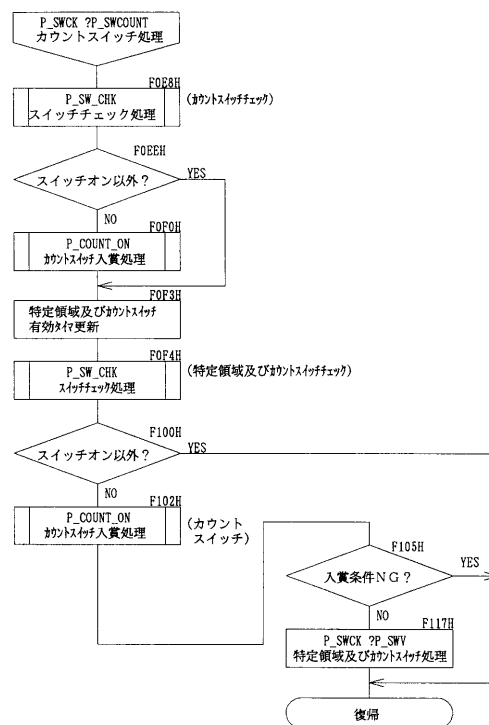 P_SWCK ?P_SWCOUNT
カウントスイッチ処理
F0E8H
P_SW_CHK
スイッチチェック処理
(カウントスイッチチェック)
F0EEH
スイッチオン以外？
YES
NO
F0F0H
P_COUNT_ON
カウントスイッチ入賞処理
F0F3H
特定領域及びカウントスイッチ
有効タイマ更新
F0F4H
P_SW_CHK
スイッチチェック処理
(特定領域及びカウントスイッチチェック)
F100H
スイッチオン以外？
YES
NO
F102H
P_COUNT_ON
カウントスイッチ入賞処理
(カウント
スイッチ)
F105H
入賞条件ＮＧ？
YES
NO
F117H
P_SWCK ?P_SWV
特定領域及びカウントスイッチ処理
復帰